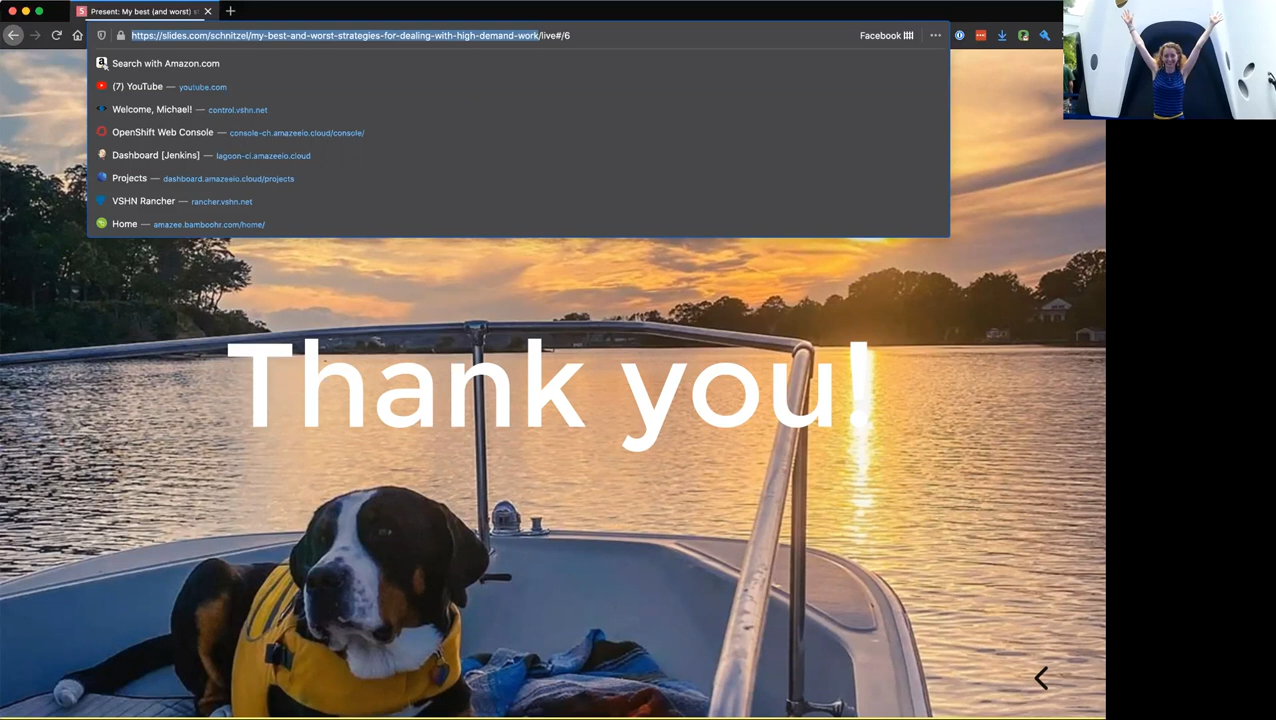 Present: My best (and worst) s
https://slides.com/schnitzel/my-best-and-worst-strategies-for-dealing-with-high-demand-work/live#/6
Facebook
Search with Amazon.com
(7) YouTube — youtube.com
Welcome, Michael! — control.vshn.net
OpenShift Web Console — console-ch.amazeeio.cloud/console/
Dashboard [Jenkins] — lagoon-ci.amazeeio.cloud
Projects — dashboard.amazeeio.cloud/projects
VSHN Rancher — rancher.vshn.net
Home — amazee.bamboohr.com/home/
Thank you!